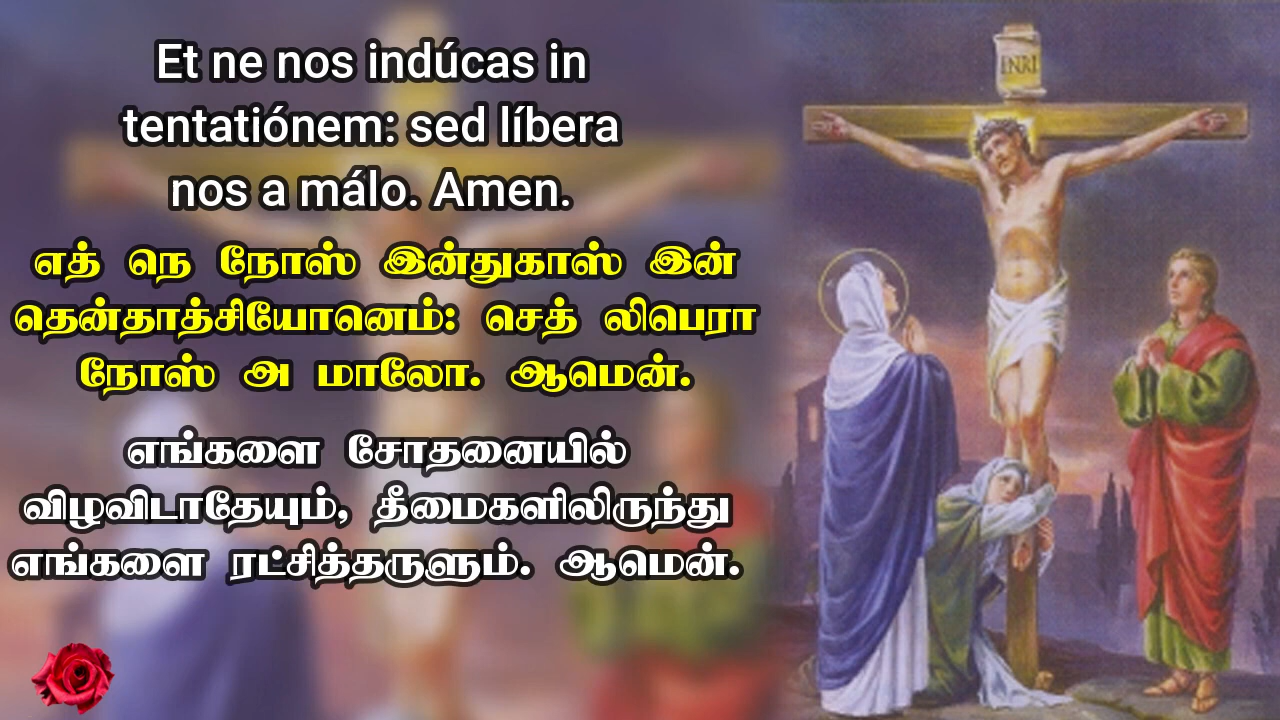 Et ne nos indúcas in
tentatiónem: sed líbera
nos a málo. Amen.
எத் நெ நோஸ் இன்துகாஸ் இன்
தென்தாத்சியோனெம்: செத் லிபெரா
நோஸ் அ மாலோ. ஆமென்.
எங்களை சோதனையில்
விழவிடாதேயும், தீமைகளிலிருந்து
எங்களை ரட்சித்தருளும். ஆமென்.
INRI